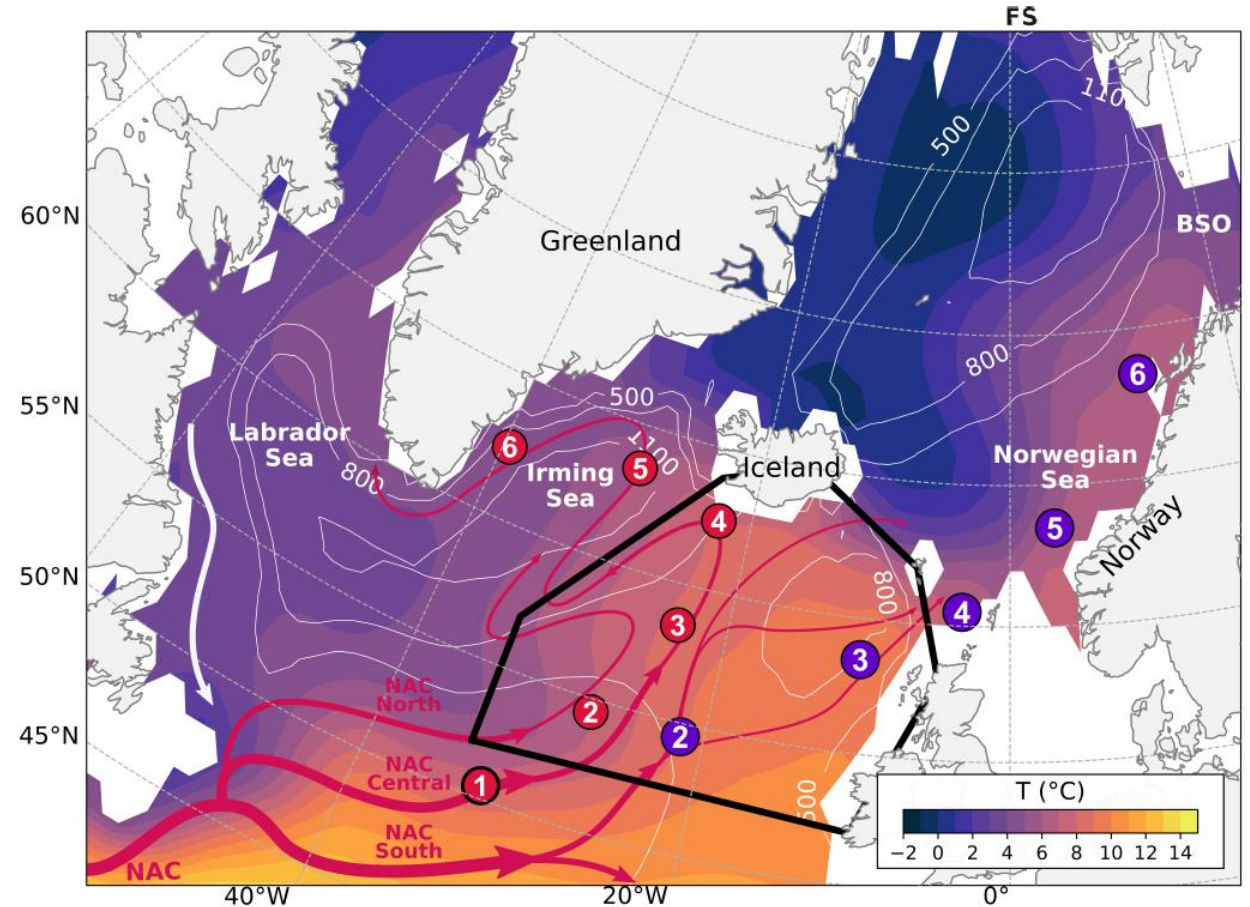 FS
500
110
60°N
Greenland
BSO
800
6
55°N
500
Labrador
Sea
6
1100
Iceland
Norwegian
Sea
Irming
Sea
5
800
4
5
Norway
50°N
800
4
3
3
NAC
North
2
2
45°N
NAC
Central
1
NAC
South
500
T (°C)
−2 0 2 4 6 8 10 12 14
NAC
40°W
20°W
0°